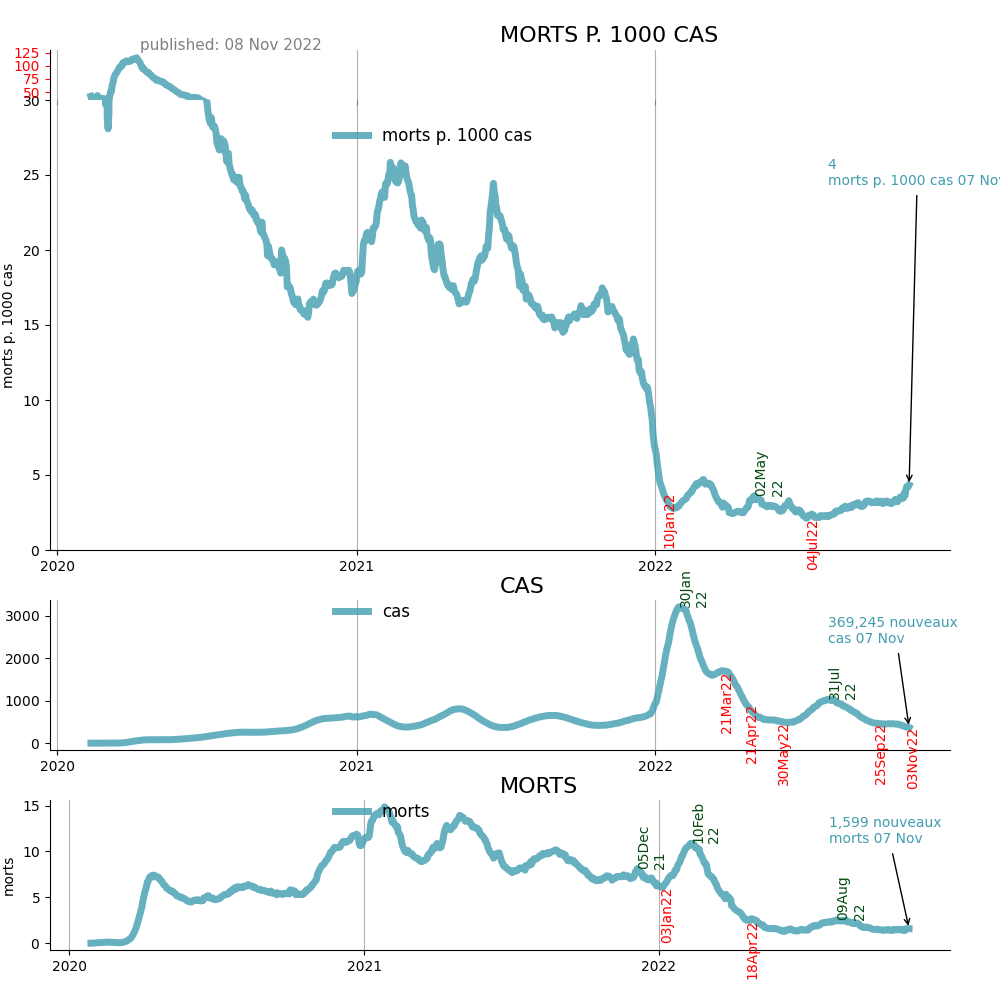 MORTS P. 1000 CAS
published: 08 Nov 2022
125
100
75
50
30
morts p. 1000 cas
25
20
15
10
5
0
morts p. 1000 cas
4
morts p. 1000 cas 07 Nov
10Jan22
02May
22
04Jul22
2020
2021
2022
CAS
cas
3000
2000
1000
0
30Jan
22
21Mar22
21Apr22
30May22
31Jul
22
25Sep22
03Nov22
369,245 nouveaux
cas 07 Nov
2020
2021
2022
MORTS
morts
morts
15
10
5
0
05Dec
21
03Jan22
10Feb
22
18Apr22
09Aug
22
1,599 nouveaux
morts 07 Nov
2020
2021
2022